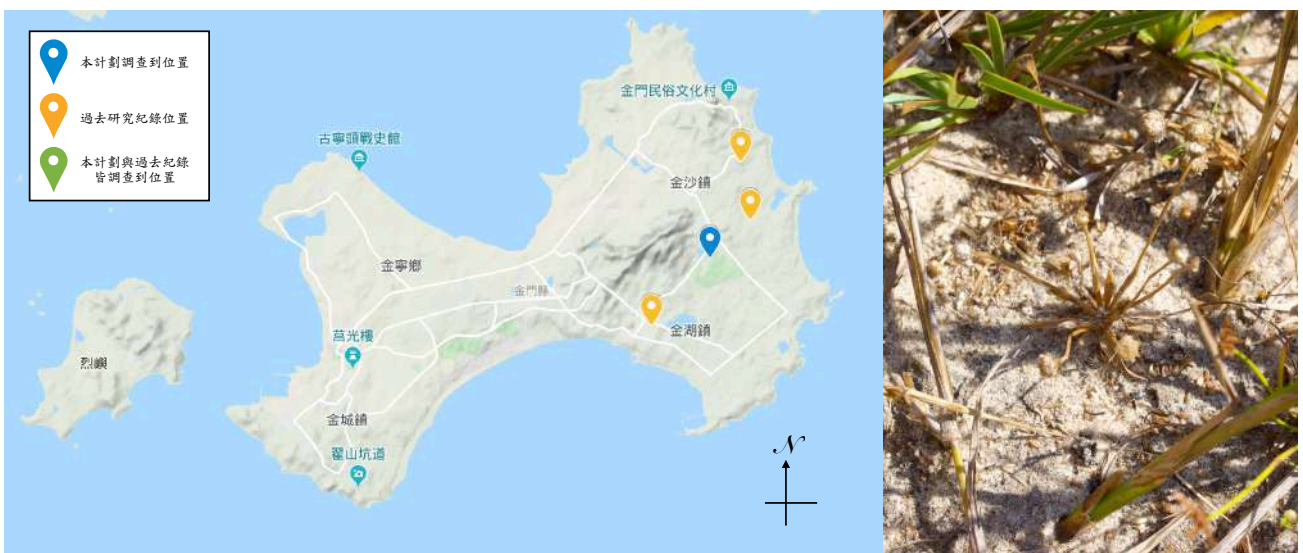 本計劃調查到位置
過去研究紀錄位置
本計劃與過去紀錄
皆調查到位置
金門民俗文化村
古寧頭戰史館
金沙鎮
金寧鄉
金門縣
金湖鎮
莒光樓
烈嶼
金城鎮
翟山坑道
N